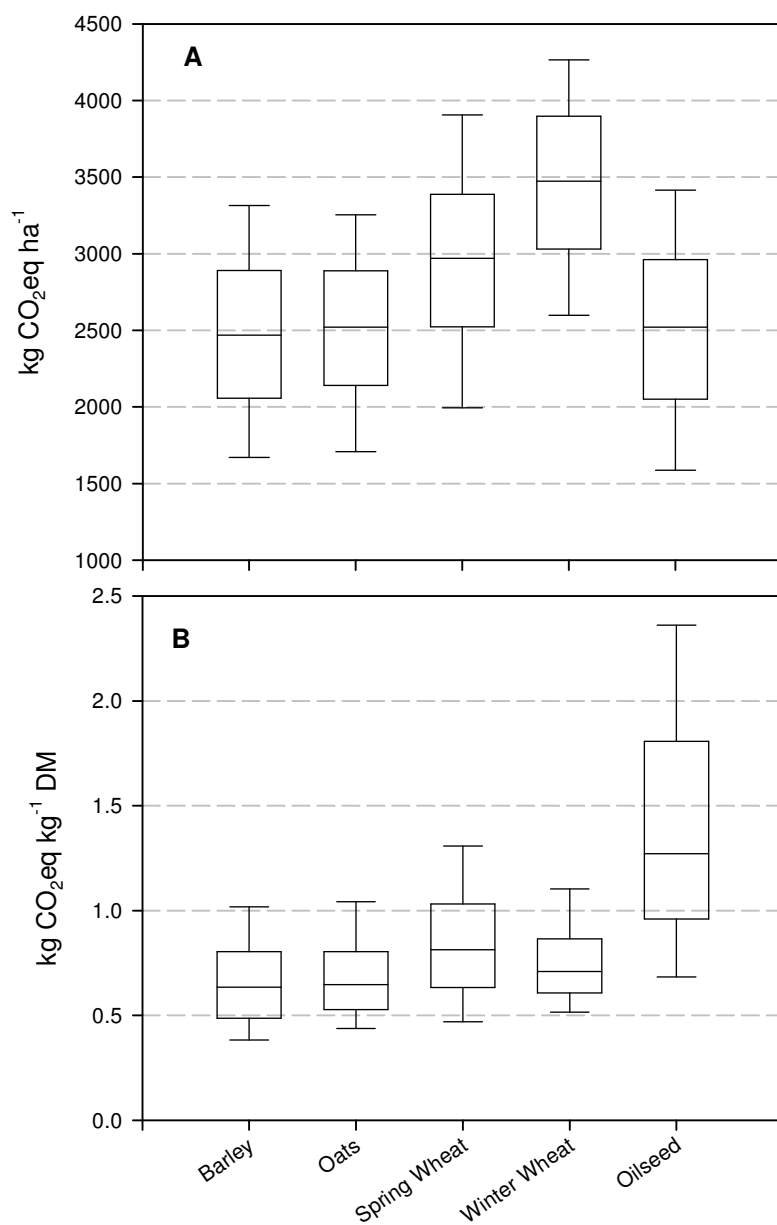 A
4500
4000
3500
3000
2500
2000
1500
1000
kg CO₂eq ha⁻¹
B
2.5
2.0
1.5
1.0
0.5
0.0
kg CO₂eq kg⁻¹ DM
Barley
Oats
Spring Wheat
Winter Wheat
Oilseed